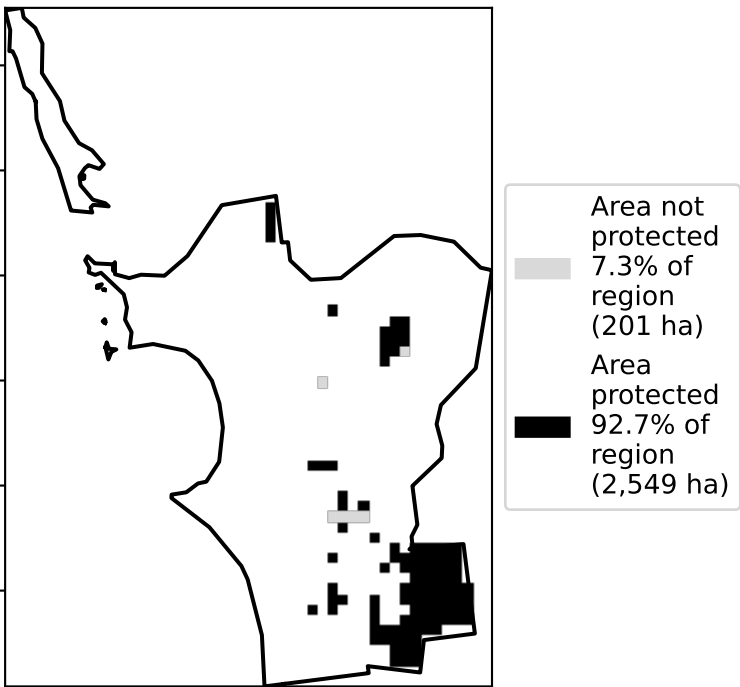 Area not
protected
7.3% of
region
(201 ha)
Area
protected
92.7% of
region
(2,549 ha)